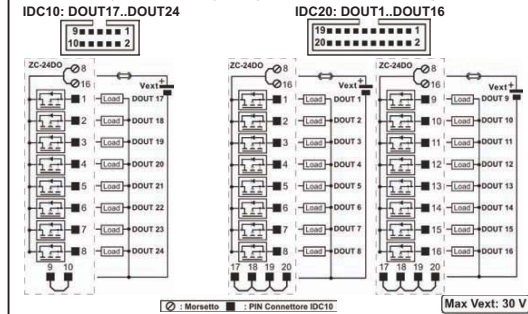 IDC10: DOUT17..DOUT24
9 1
10 2
ZC-24DO
8
16
Vext +
1 Load DOUT 17
2 Load DOUT 18
3 Load DOUT 19
4 Load DOUT 20
5 Load DOUT 21
6 Load DOUT 22
7 Load DOUT 23
8 Load DOUT 24
9 10
IDC20: DOUT1..DOUT16
19 1
20 2
ZC-24DO
8
16
Vext +
1 Load DOUT 1
2 Load DOUT 2
3 Load DOUT 3
4 Load DOUT 4
5 Load DOUT 5
6 Load DOUT 6
7 Load DOUT 7
8 Load DOUT 8
17 18 19 20
ZC-24DO
8
16
Vext +
9 Load DOUT 9
10 Load DOUT 10
11 Load DOUT 11
12 Load DOUT 12
13 Load DOUT 13
14 Load DOUT 14
15 Load DOUT 15
16 Load DOUT 16
17 18 19 20
: Morsetto : PIN Connettore IDC10
Max Vext: 30 V